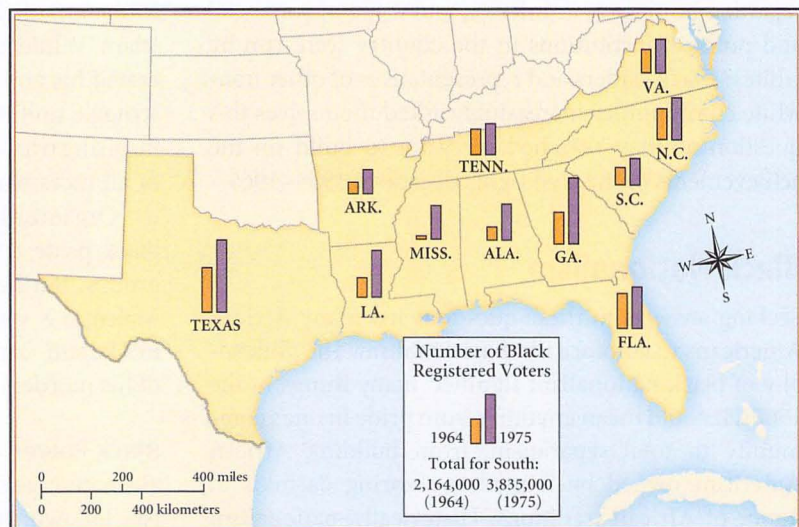 VA.
N.C.
TENN.
S.C.
ARK.
MISS.
ALA.
GA.
LA.
TEXAS
FLA.
N
W E
S
Number of Black
Registered Voters
1964 1975
Total for South:
2,164,000 3,835,000
(1964) (1975)
0 200 400 miles
0 200 400 kilometers